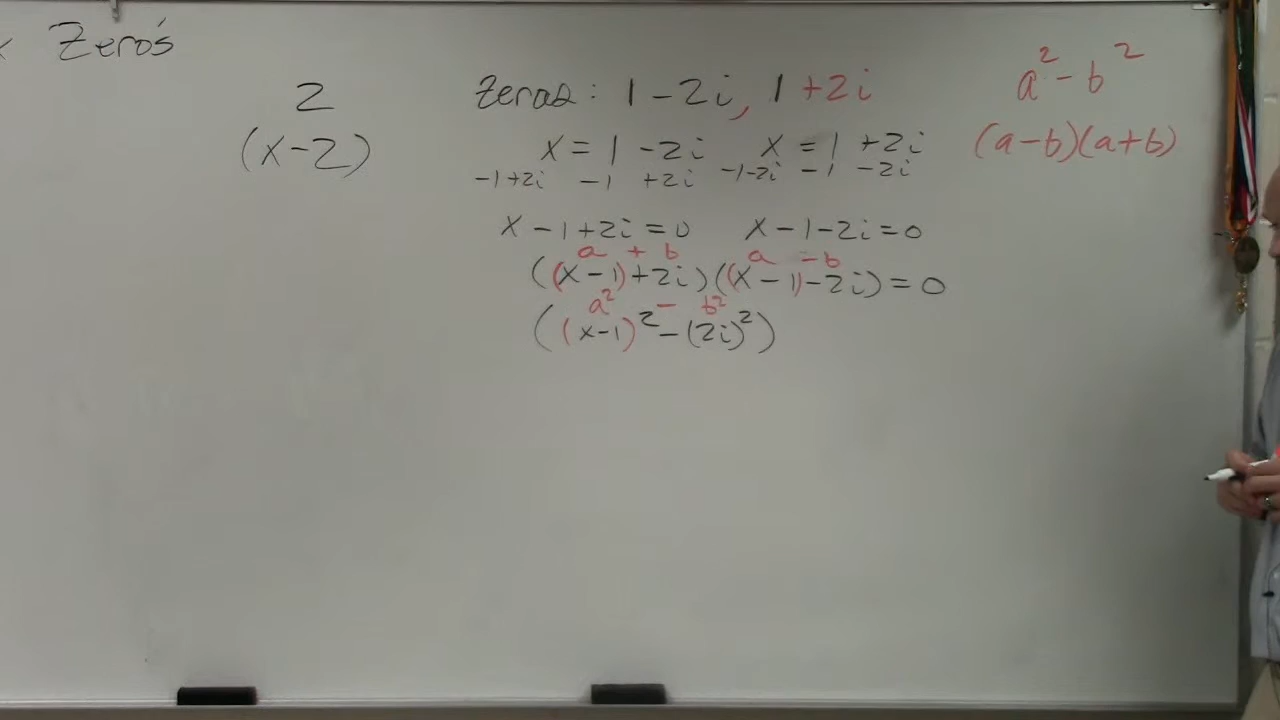 Zero's
2
(x-2)
Zeros: 1-2i, 1+2i
x = 1 -2i x = 1 +2i
-1+2i -1 +2i -1-2i -1 -2i
x -1+2i = 0 x -1-2i = 0
a + b a - b
((x-1)+2i)((x-1)-2i) = 0
a² - b²
((x-1)² - (2i)²)
a² - b²
(a-b)(a+b)